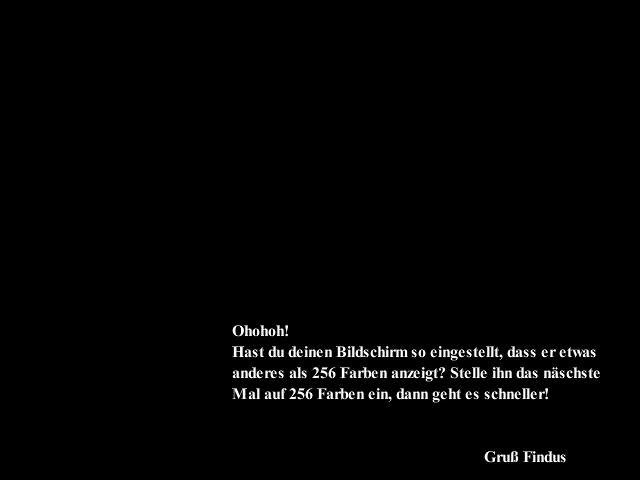 Ohohoh!
Hast du deinen Bildschirm so eingestellt, dass er etwas
anderes als 256 Farben anzeigt? Stelle ihn das näschste
Mal auf 256 Farben ein, dann geht es schneller!
Gruß Findus